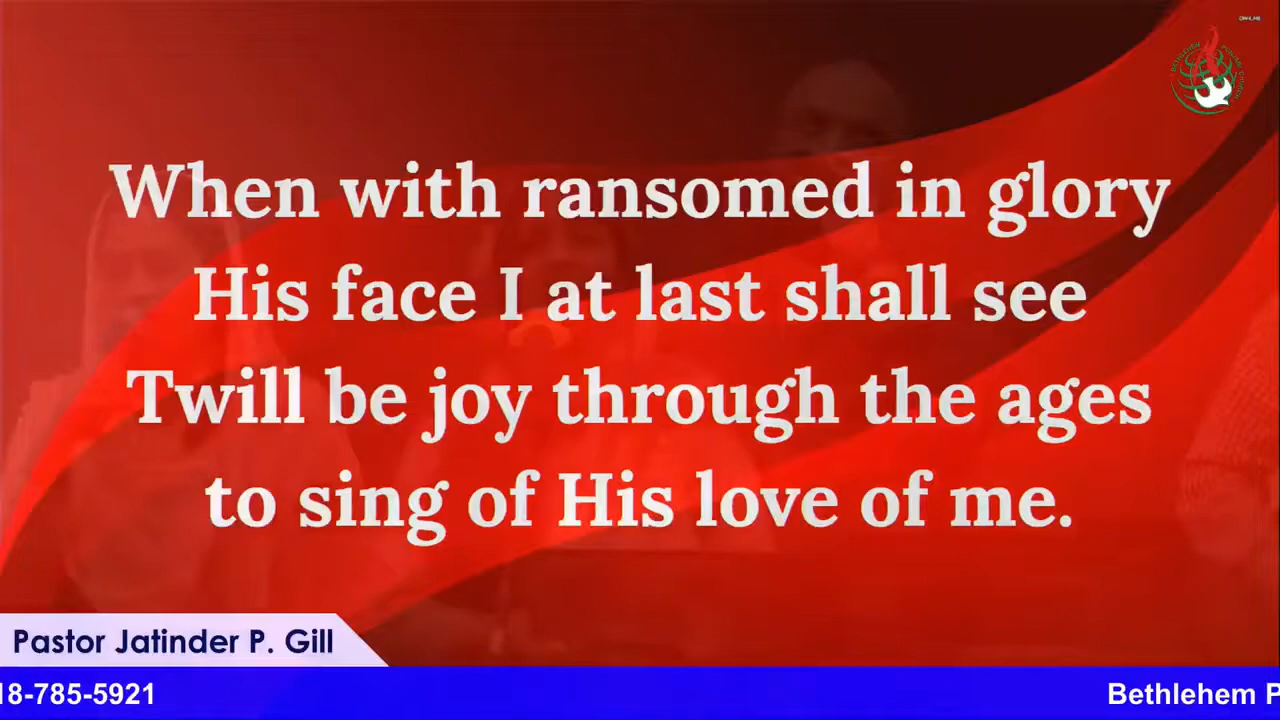 When with ransomed in glory
His face I at last shall see
Twill be joy through the ages
to sing of His love of me.
Pastor Jatinder P. Gill
18-785-5921
Bethlehem P